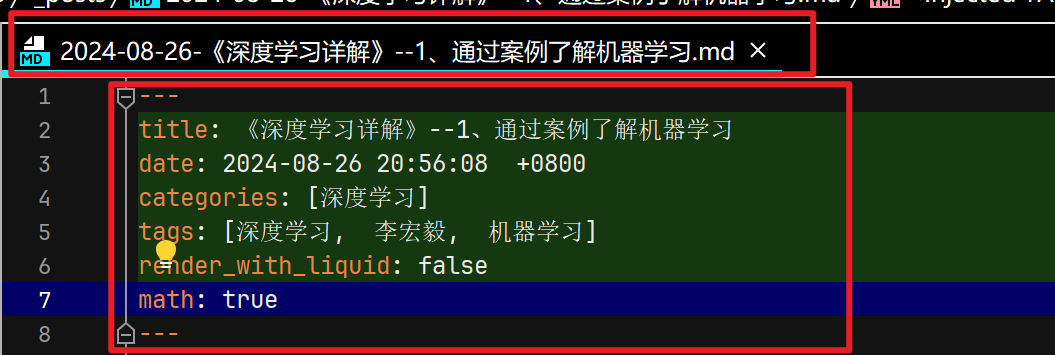 MD 2024-08-26-《深度学习详解》--1、通过案例了解机器学习.md ×
1 ---
2 title: 《深度学习详解》--1、通过案例了解机器学习
3 date: 2024-08-26 20:56:08  +0800
4 categories: [深度学习]
5 tags: [深度学习, 李宏毅, 机器学习]
6 render_with_liquid: false
7 math: true
8 ---